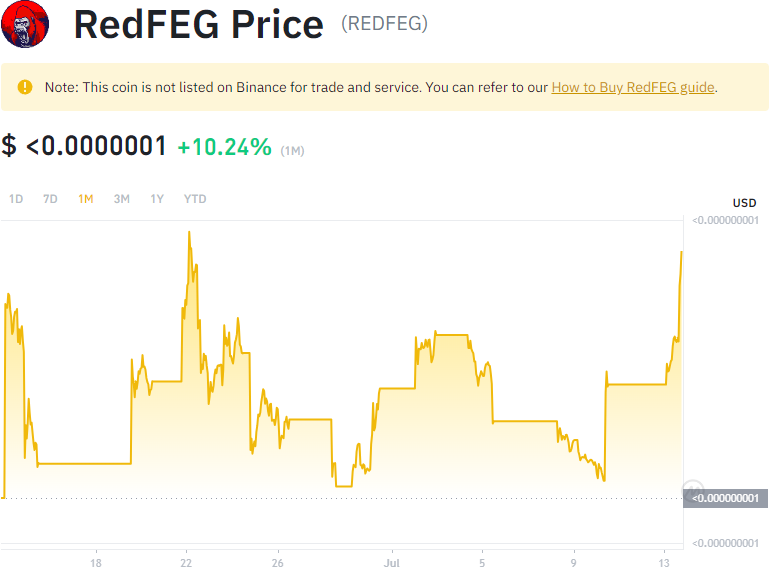 RedFEG Price (REDFEG)
Note: This coin is not listed on Binance for trade and service. You can refer to our How to Buy RedFEG guide.
$ <0.0000001 +10.24% (1M)
1D 7D 1M 3M 1Y YTD
USD
<0.000000001
<0.000000001
<0.000000001
18 22 26 Jul 5 9 13